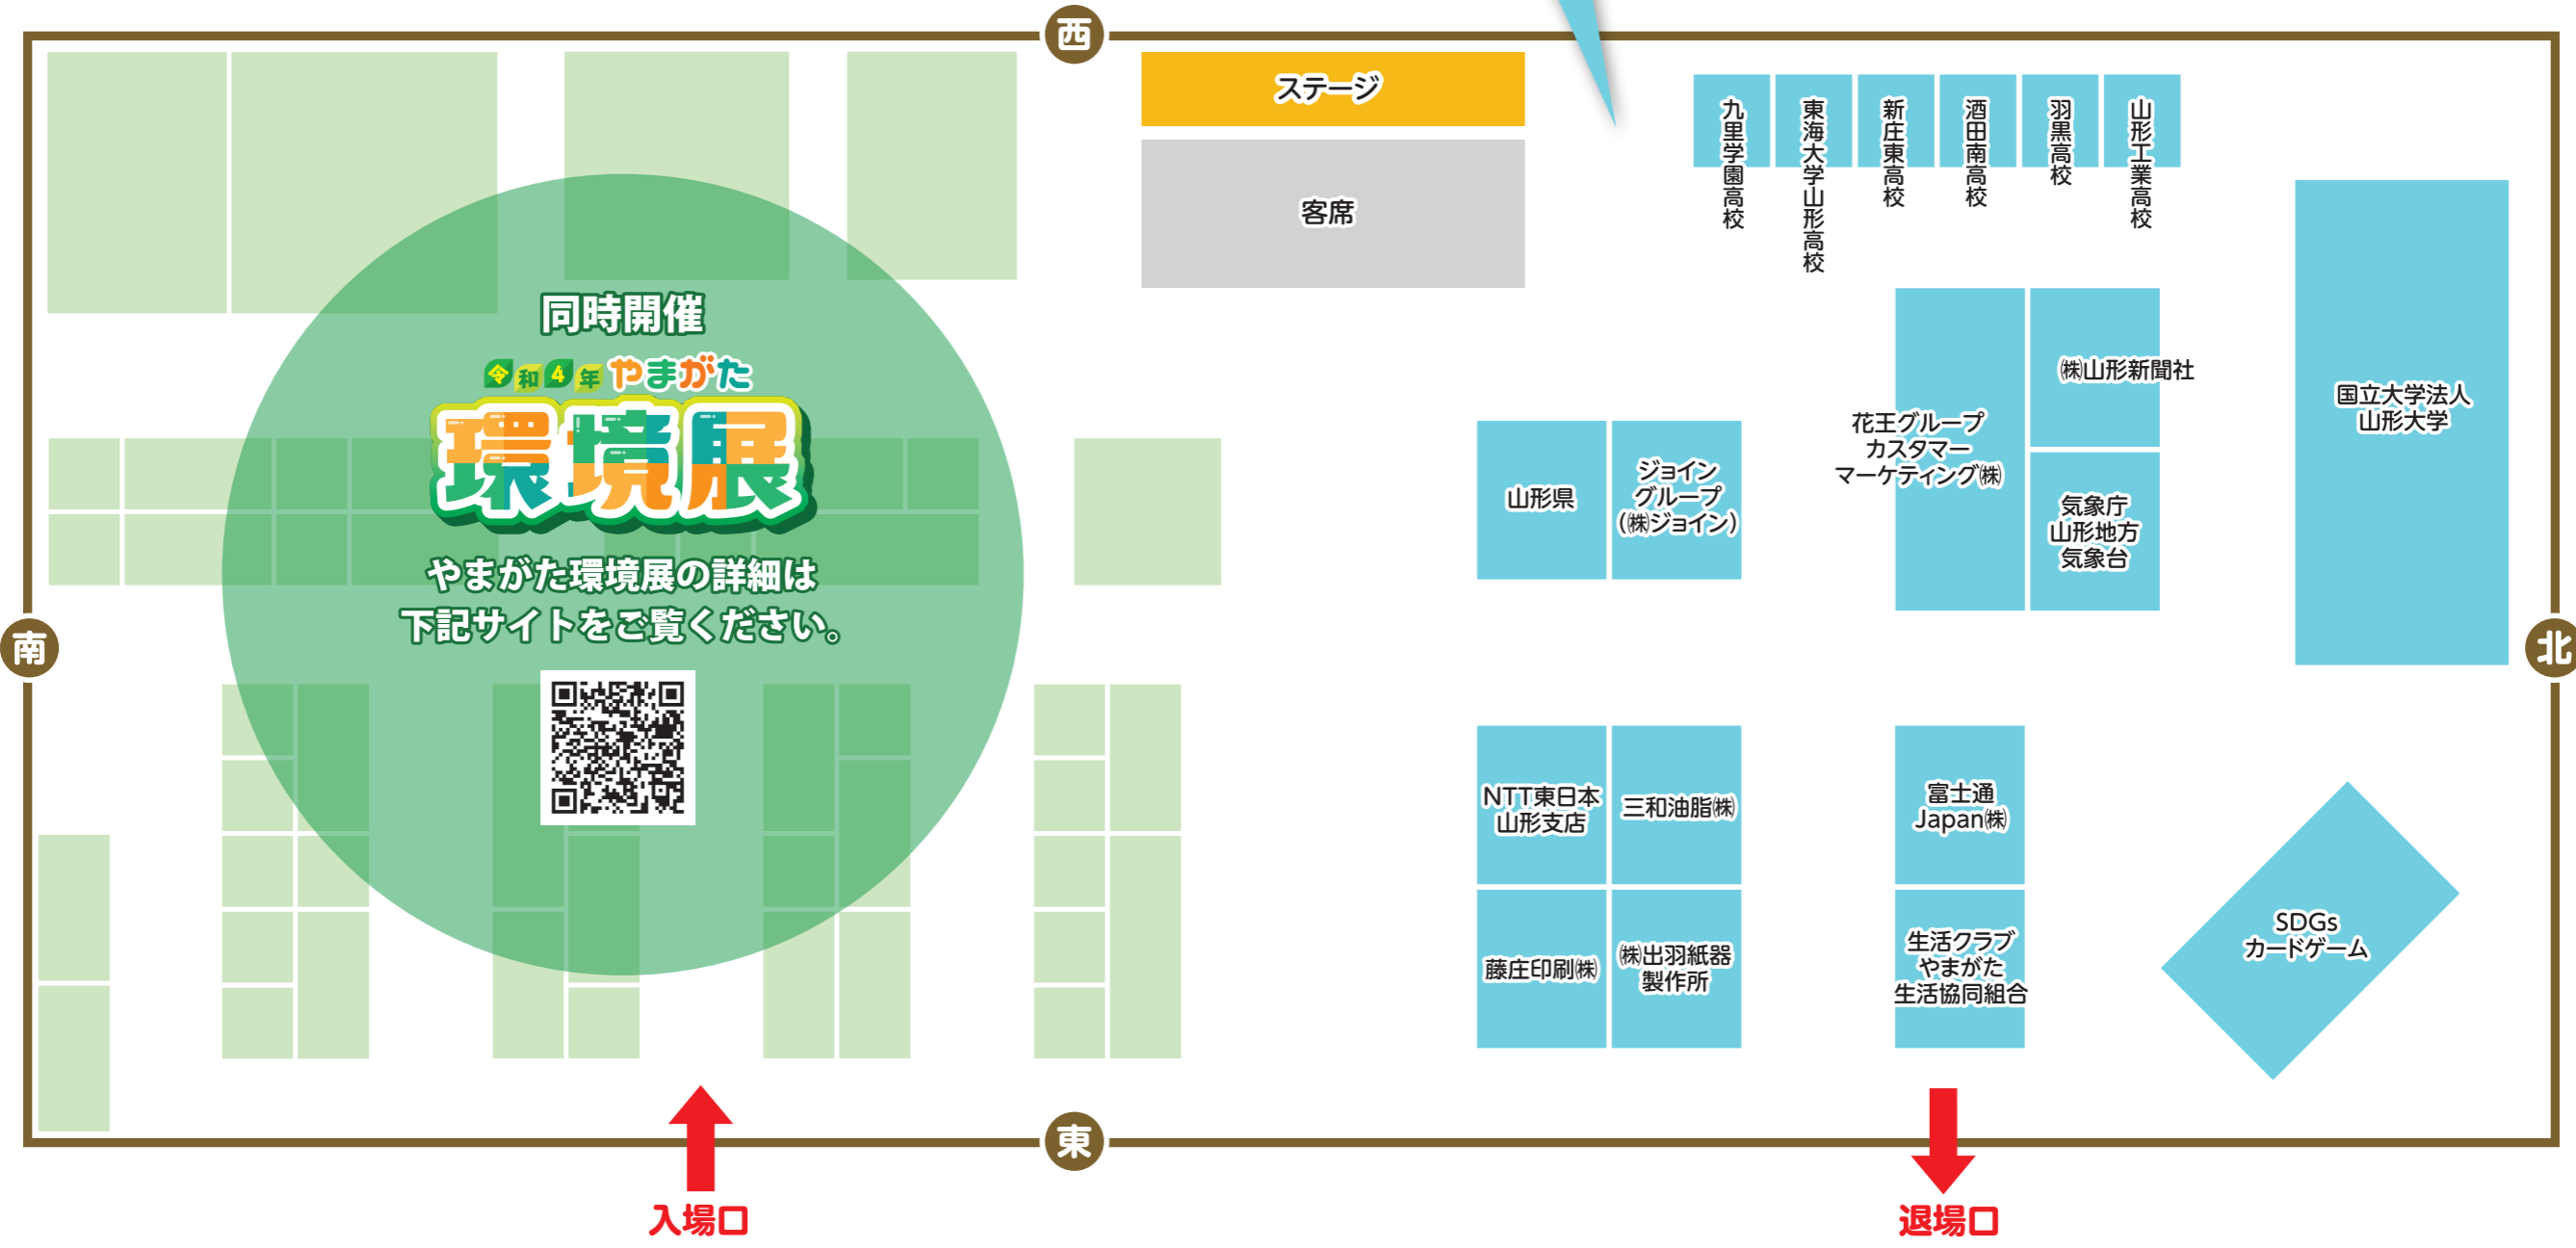 西
ステージ
客席
九里学園高校
東海大学山形高校
新庄東高校
酒田南高校
羽黒高校
山形工業高校
同時開催
令和4年やまがた
環境展
やまがた環境展の詳細は
下記サイトをご覧ください。
山形県
ジョイン
グループ
(㈱ジョイン)
花王グループ
カスタマー
マーケティング㈱
㈱山形新聞社
気象庁
山形地方
気象台
国立大学法人
山形大学
南
北
NTT東日本
山形支店
三和油脂㈱
藤庄印刷㈱
㈱出羽紙器
製作所
富士通
Japan㈱
生活クラブ
やまがた
生活協同組合
SDGs
カードゲーム
東
入場口
退場口